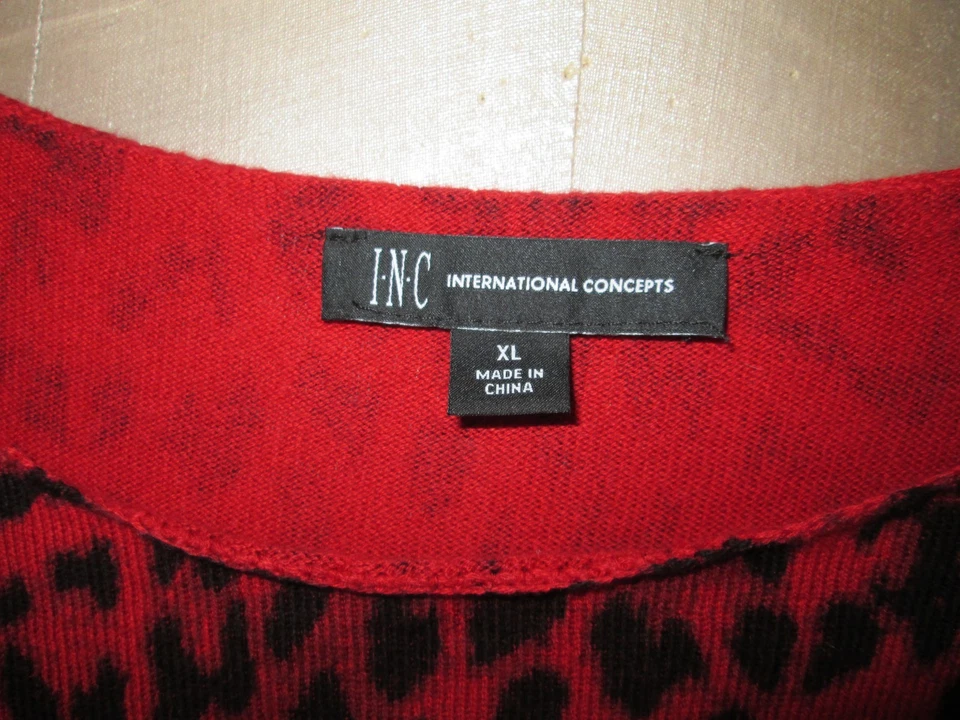 I·N·C INTERNATIONAL CONCEPTS
XL
MADE IN
CHINA